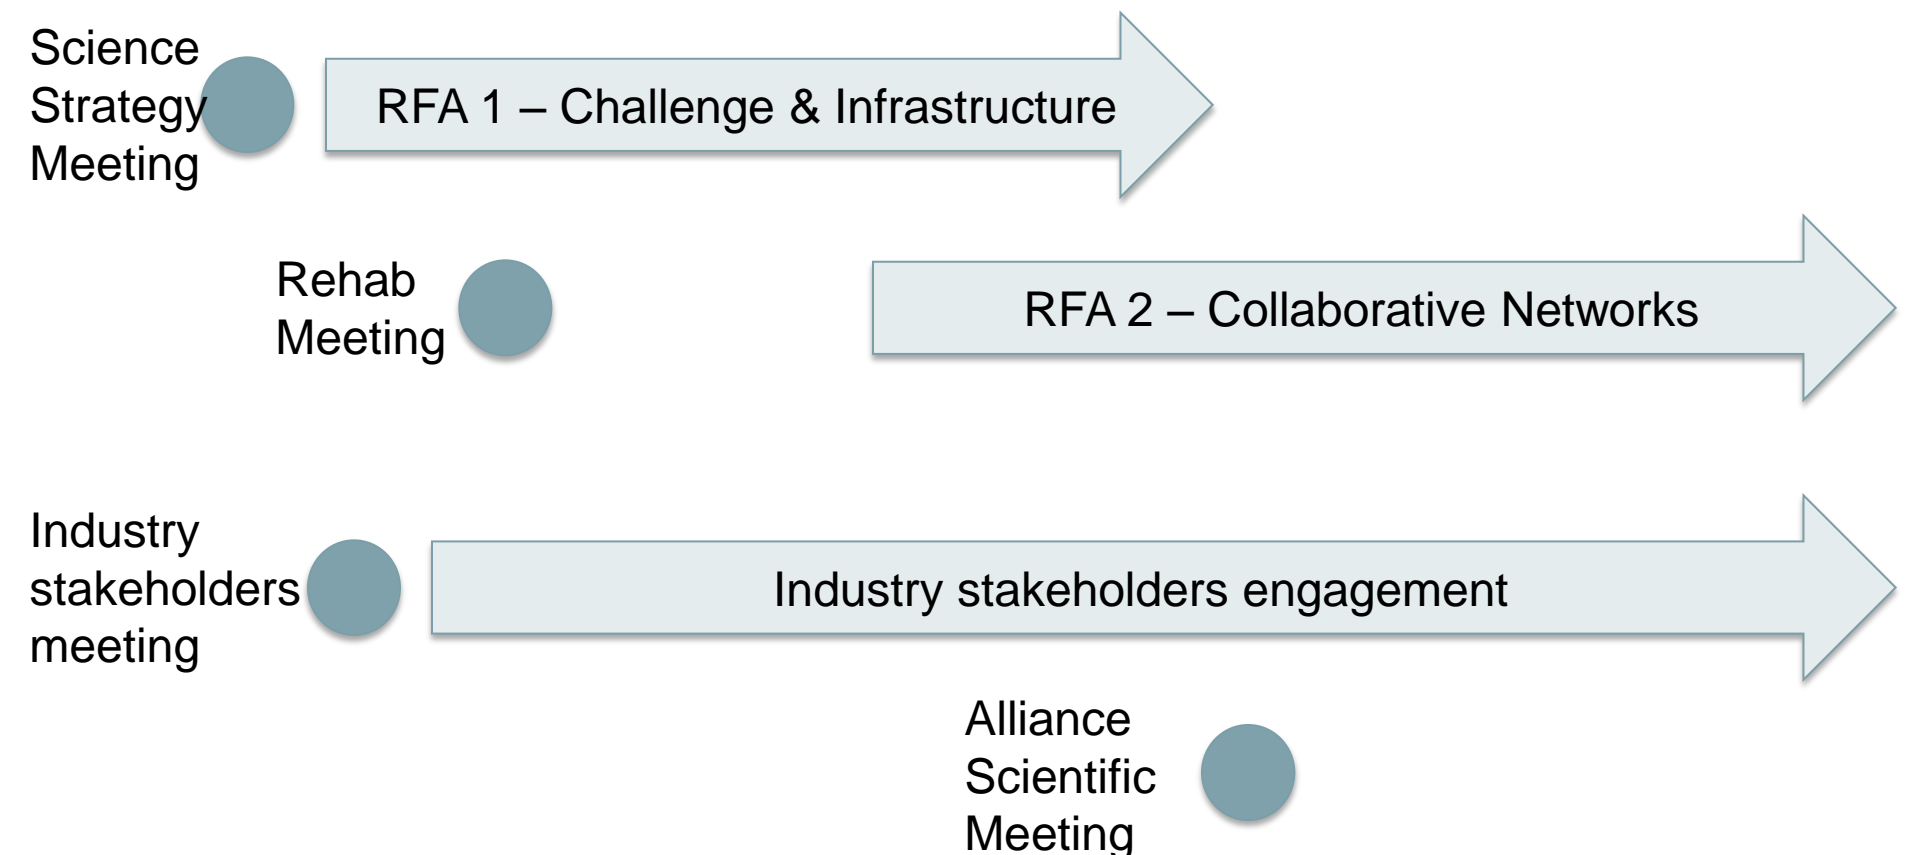 Science
Strategy
Meeting
RFA 1 – Challenge & Infrastructure
Rehab
Meeting
RFA 2 – Collaborative Networks
Industry
stakeholders
meeting
Industry stakeholders engagement
Alliance
Scientific
Meeting